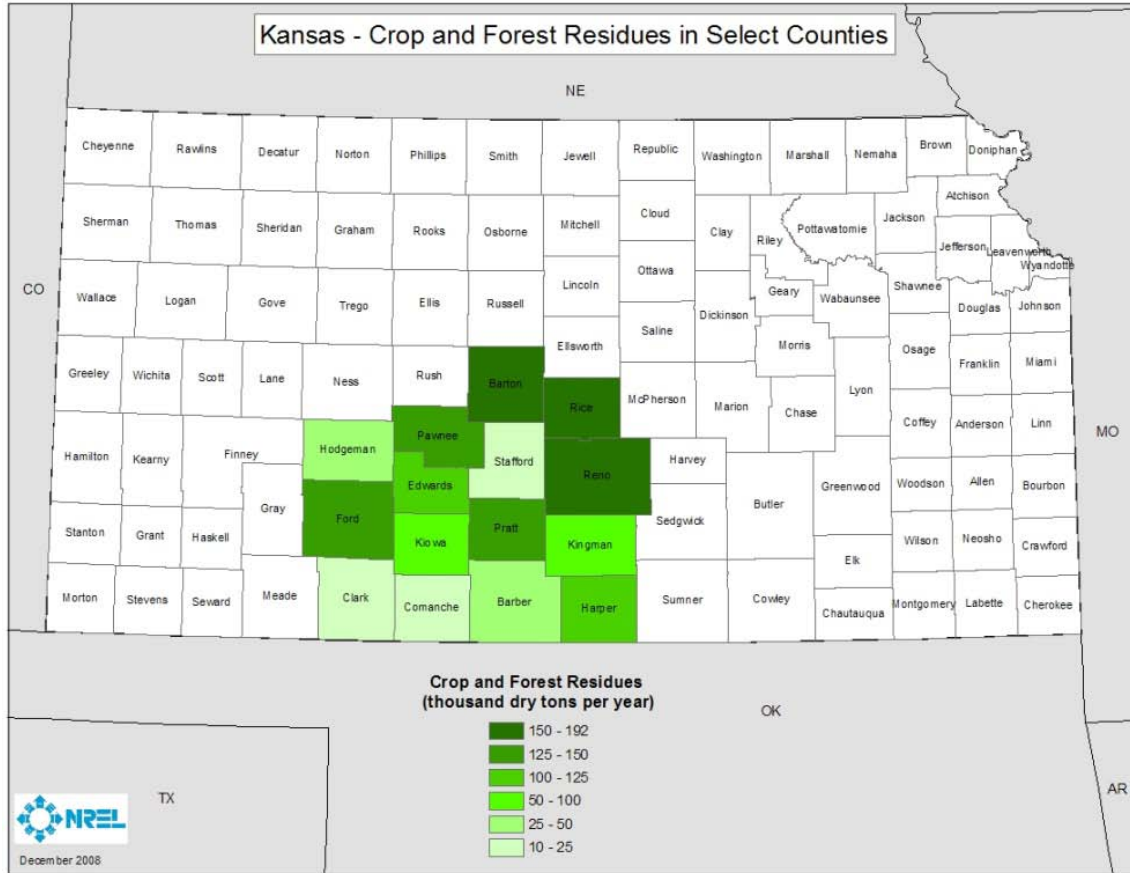 Kansas - Crop and Forest Residues in Select Counties
NE
Cheyenne Rawlins Decatur Norton Phillips Smith Jewell Republic Washington Marshall Nemaha Brown Doniphan
Atchison
Sherman Thomas Sheridan Graham Rooks Osborne Mitchell Cloud Clay Riley Pottawatomie Jackson
Jefferson Leavenworth
Wyandotte
CO Wallace Logan Gove Trego Ellis Russell Lincoln Ottawa Dickinson Geary Wabaunsee Shawnee Douglas Johnson
Saline
Ellsworth Morris Osage Franklin Miami
Greeley Wichita Scott Lane Ness Rush Barton Rice McPherson Marion Chase Lyon
Coffey Anderson Linn
MO
Hamilton Kearny Finney Hodgeman Pawnee Stafford Reno Harvey
Edwards Greenwood Woodson Allen Bourbon
Stanton Grant Haskell Gray Ford Kiowa Pratt Kingman Sedgwick Butler
Elk Wilson Neosho Crawford
Morton Stevens Seward Meade Clark Comanche Barber Harper Sumner Cowley Chautauqua Montgomery Labette Cherokee
Crop and Forest Residues
(thousand dry tons per year)
OK
150 - 192
125 - 150
100 - 125
50 - 100
25 - 50
10 - 25
TX
AR
NREL
December 2008